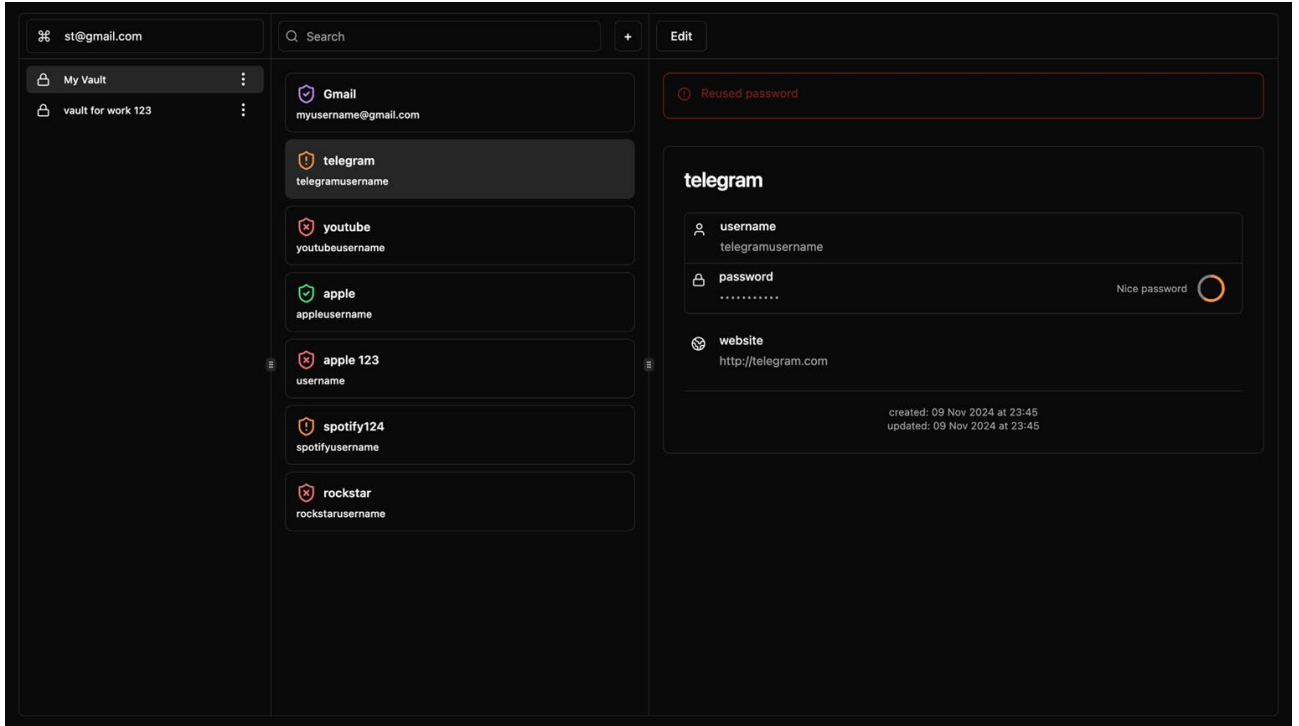 st@gmail.com
My Vault
vault for work 123
Search
+
Gmail
myusername@gmail.com
telegram
telegramusername
youtube
youtubeusername
apple
appleusername
apple 123
username
spotify124
spotifyusername
rockstar
rockstarusername
Edit
Reused password
telegram
username
telegramusername
password
•••••••••••
Nice password
website
http://telegram.com
created: 09 Nov 2024 at 23:45
updated: 09 Nov 2024 at 23:45